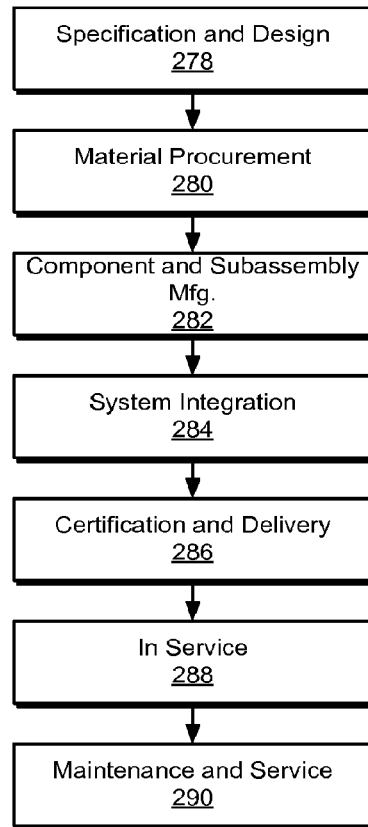 Specification and Design
278
Material Procurement
280
Component and Subassembly
Mfg.
282
System Integration
284
Certification and Delivery
286
In Service
288
Maintenance and Service
290